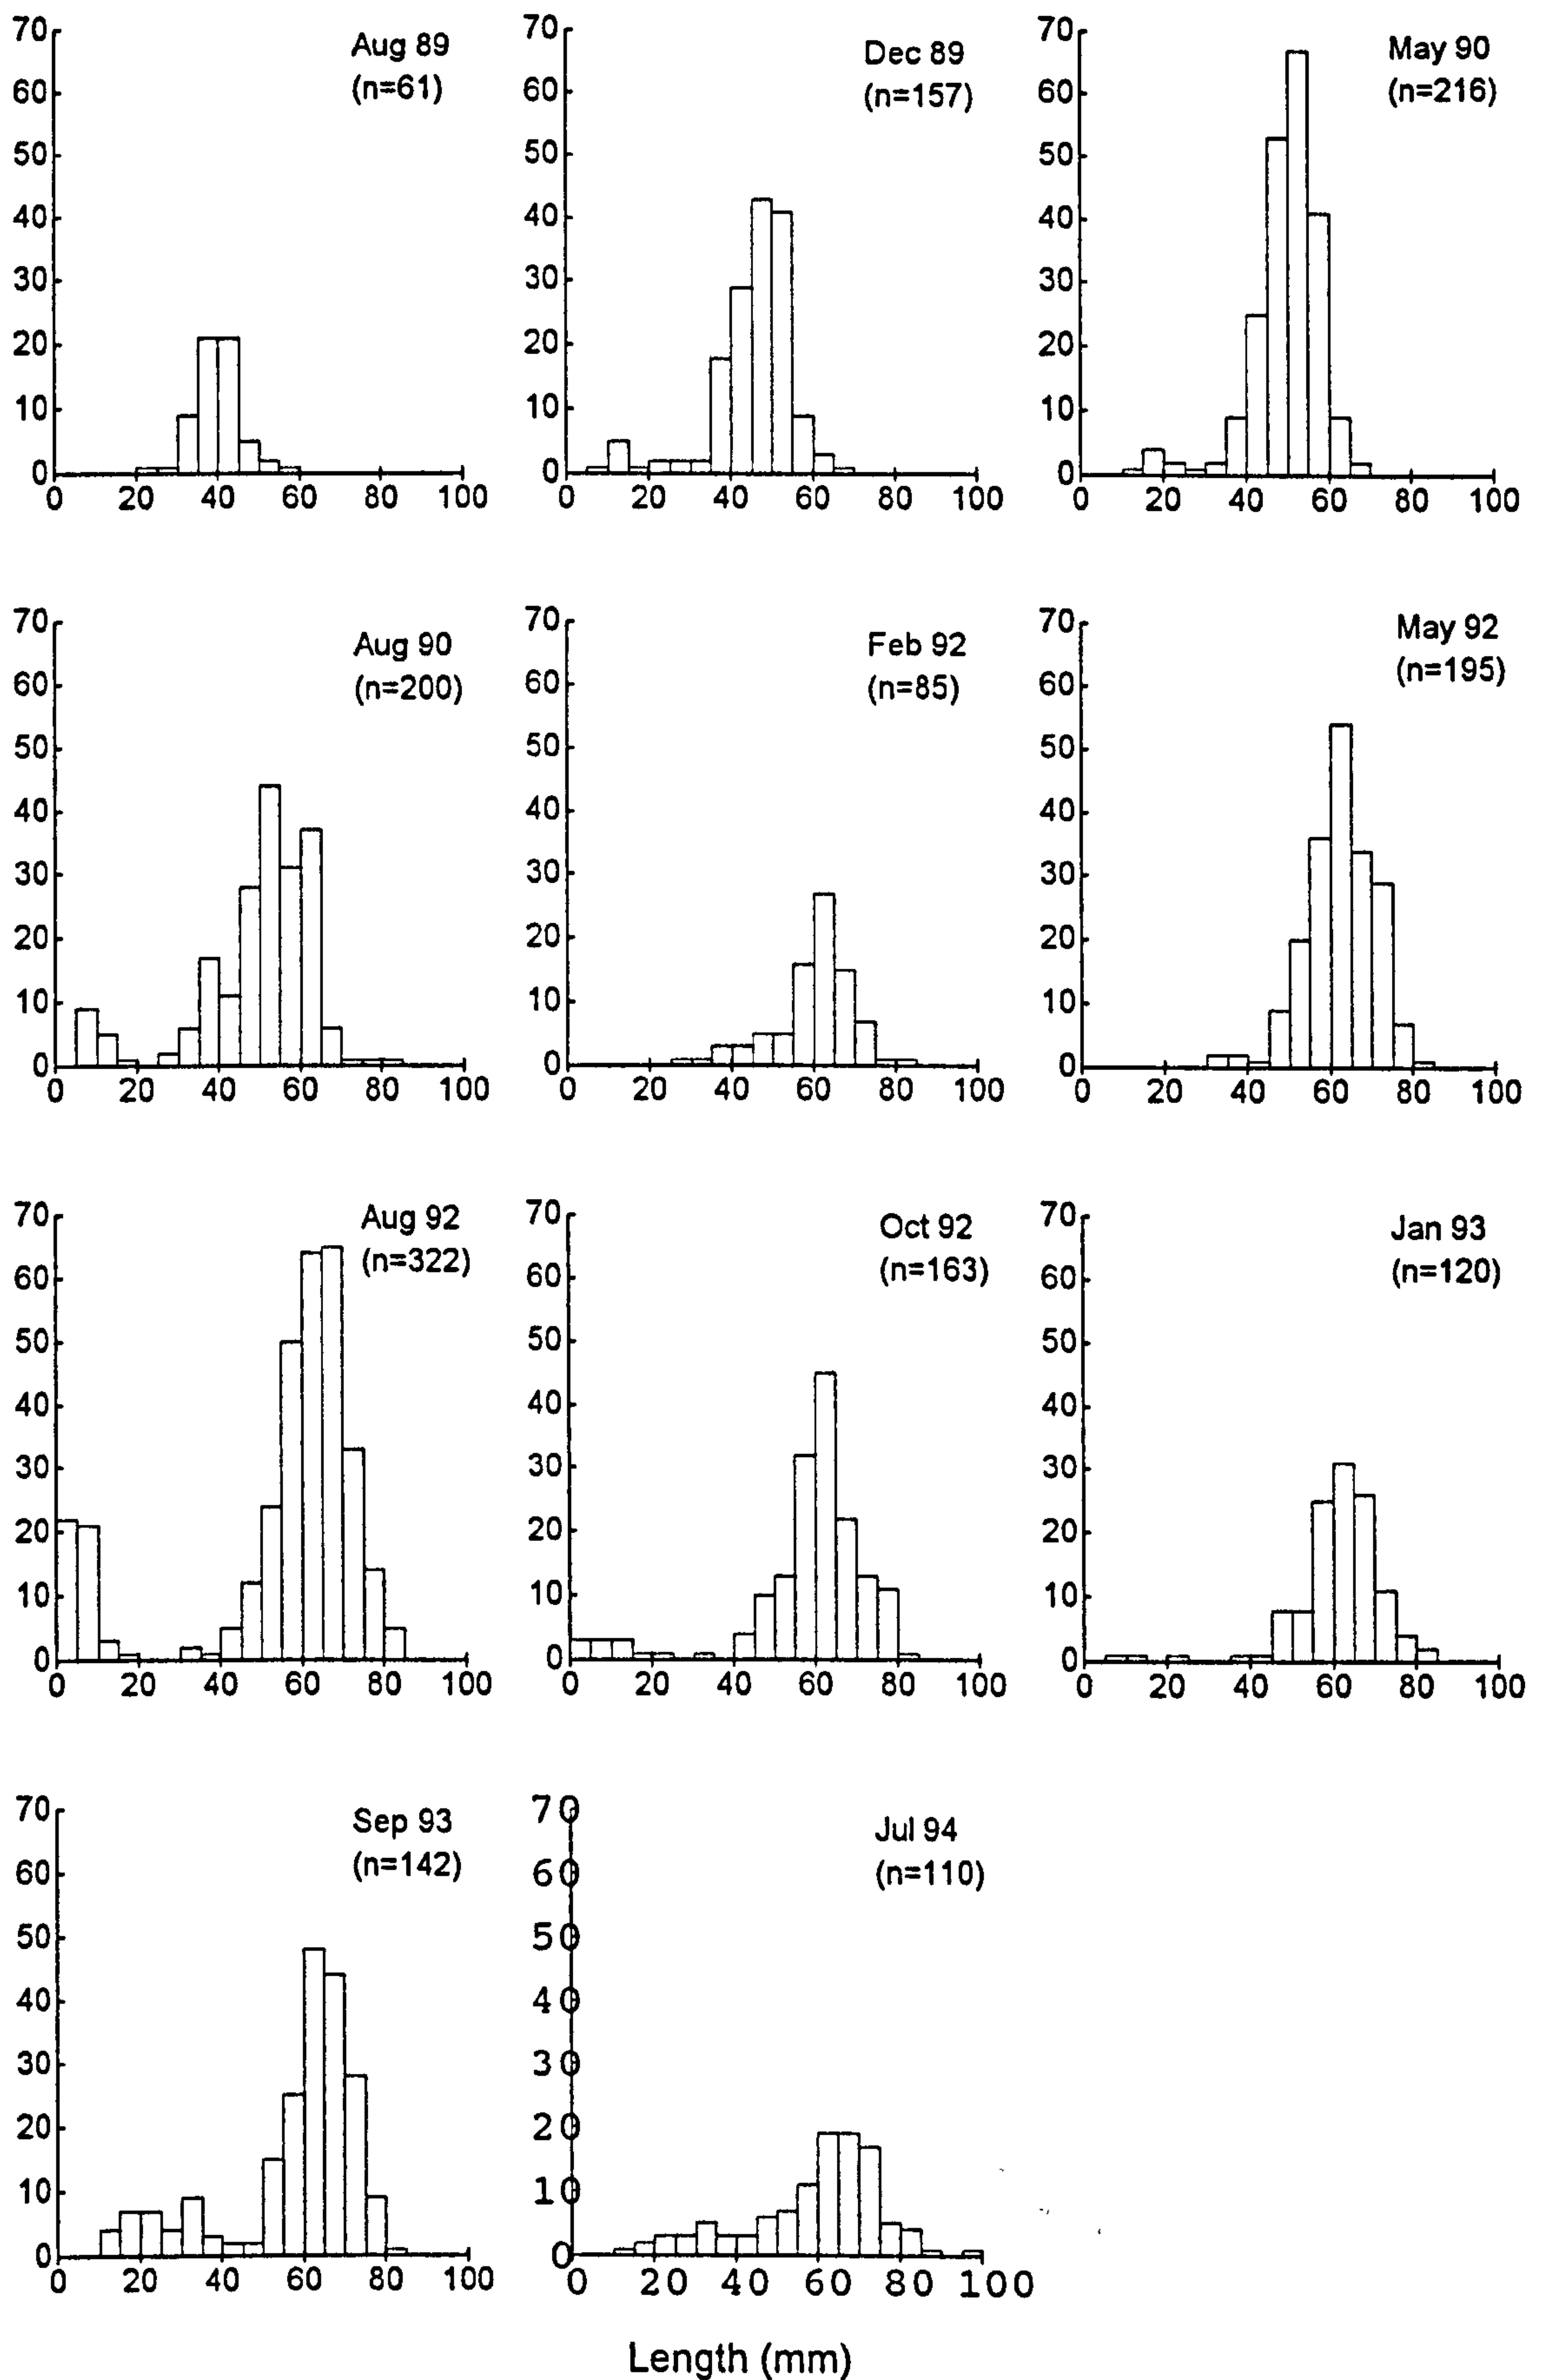 70
60
50
40
30
20
10
0
0 20 40 60 80 100
Aug 89
(n=61)
70
60
50
40
30
20
10
0
0 20 40 60 80 100
Dec 89
(n=157)
70
60
50
40
30
20
10
0
0 20 40 60 80 100
May 90
(n=216)
70
60
50
40
30
20
10
0
0 20 40 60 80 100
Aug 90
(n=200)
70
60
50
40
30
20
10
0
0 20 40 60 80 100
Feb 92
(n=85)
70
60
50
40
30
20
10
0
0 20 40 60 80 100
May 92
(n=195)
70
60
50
40
30
20
10
0
0 20 40 60 80 100
Aug 92
(n=322)
70
60
50
40
30
20
10
0
0 20 40 60 80 100
Oct 92
(n=163)
70
60
50
40
30
20
10
0
0 20 40 60 80 100
Jan 93
(n=120)
70
60
50
40
30
20
10
0
0 20 40 60 80 100
Sep 93
(n=142)
70
60
50
40
30
20
10
0
0 20 40 60 80 100
Jul 94
(n=110)
Length (mm)